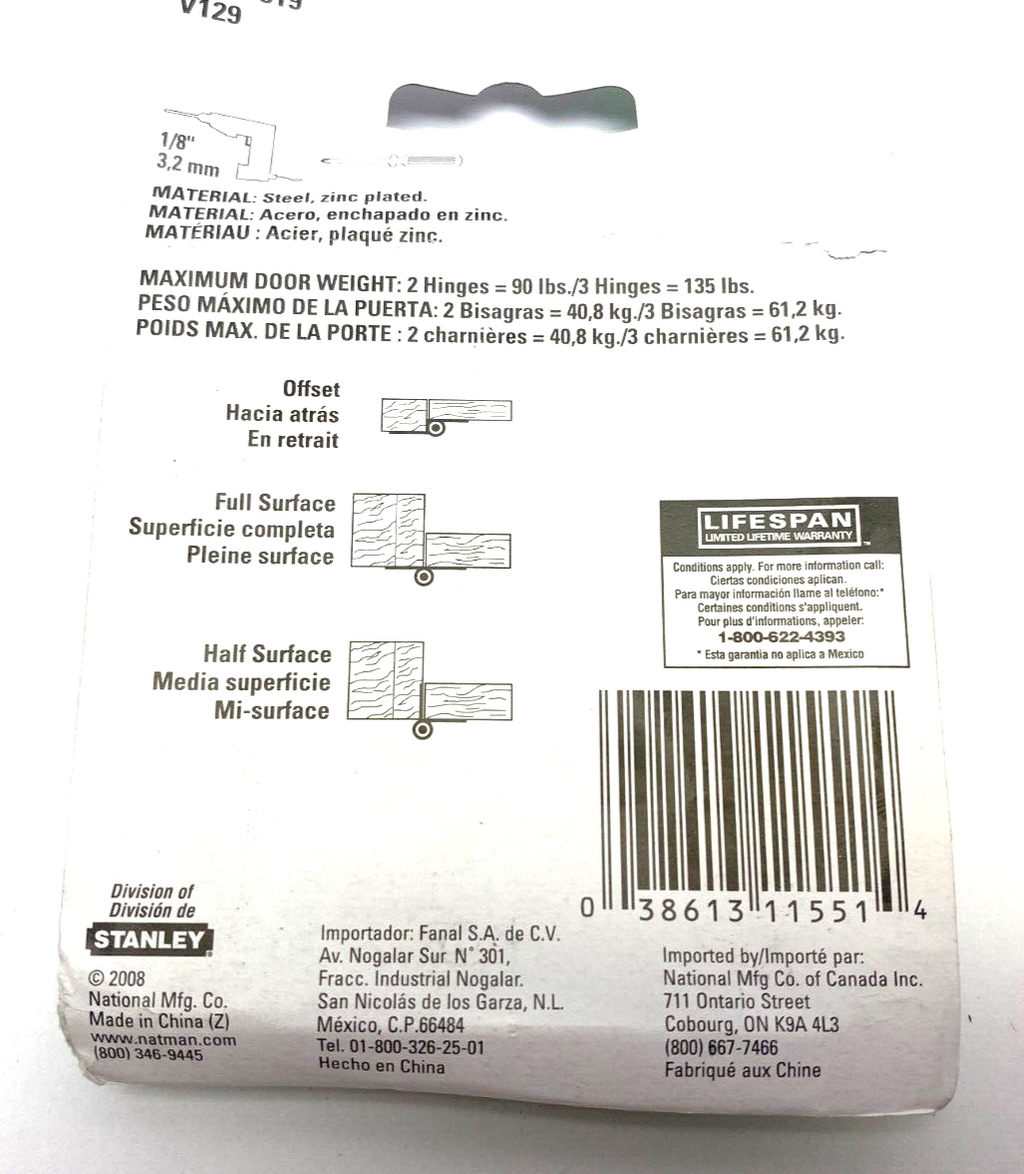 V129
1/8"
3,2 mm
MATERIAL: Steel, zinc plated.
MATERIAL: Acero, enchapado en zinc.
MATÉRIAU : Acier, plaqué zinc.
MAXIMUM DOOR WEIGHT: 2 Hinges = 90 lbs./3 Hinges = 135 lbs.
PESO MÁXIMO DE LA PUERTA: 2 Bisagras = 40,8 kg./3 Bisagras = 61,2 kg.
POIDS MAX. DE LA PORTE : 2 charnières = 40,8 kg./3 charnières = 61,2 kg.
Offset
Hacia atrás
En retrait
Full Surface
Superficie completa
Pleine surface
Half Surface
Media superficie
Mi-surface
LIFESPAN
LIMITED LIFETIME WARRANTY ™
Conditions apply. For more information call:
Ciertas condiciones aplican.
Para mayor información llame al teléfono:*
Certaines conditions s'appliquent.
Pour plus d'informations, appeler:
1-800-622-4393
* Esta garantia no aplica a Mexico
0 38613 11551 4
Division of
División de
STANLEY®
© 2008
National Mfg. Co.
Made in China (Z)
www.natman.com
(800) 346-9445
Importador: Fanal S.A. de C.V.
Av. Nogalar Sur N° 301,
Fracc. Industrial Nogalar.
San Nicolás de los Garza, N.L.
México, C.P.66484
Tel. 01-800-326-25-01
Hecho en China
Imported by/Importé par:
National Mfg Co. of Canada Inc.
711 Ontario Street
Cobourg, ON K9A 4L3
(800) 667-7466
Fabriqué aux Chine